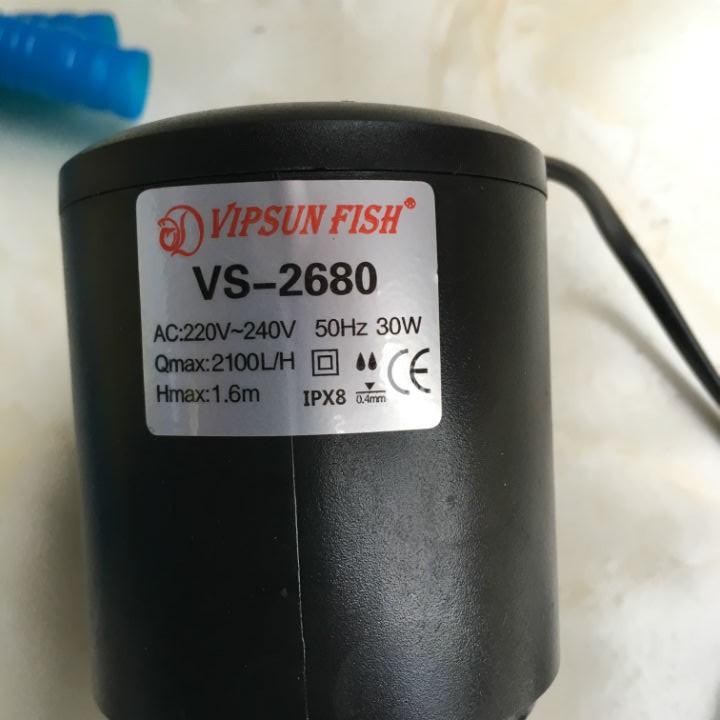 VIPSUN FISH
VS-2680
AC:220V~240V 50Hz 30W
Qmax:2100L/H
Hmax:1.6m IPX8 0.4mm
CE